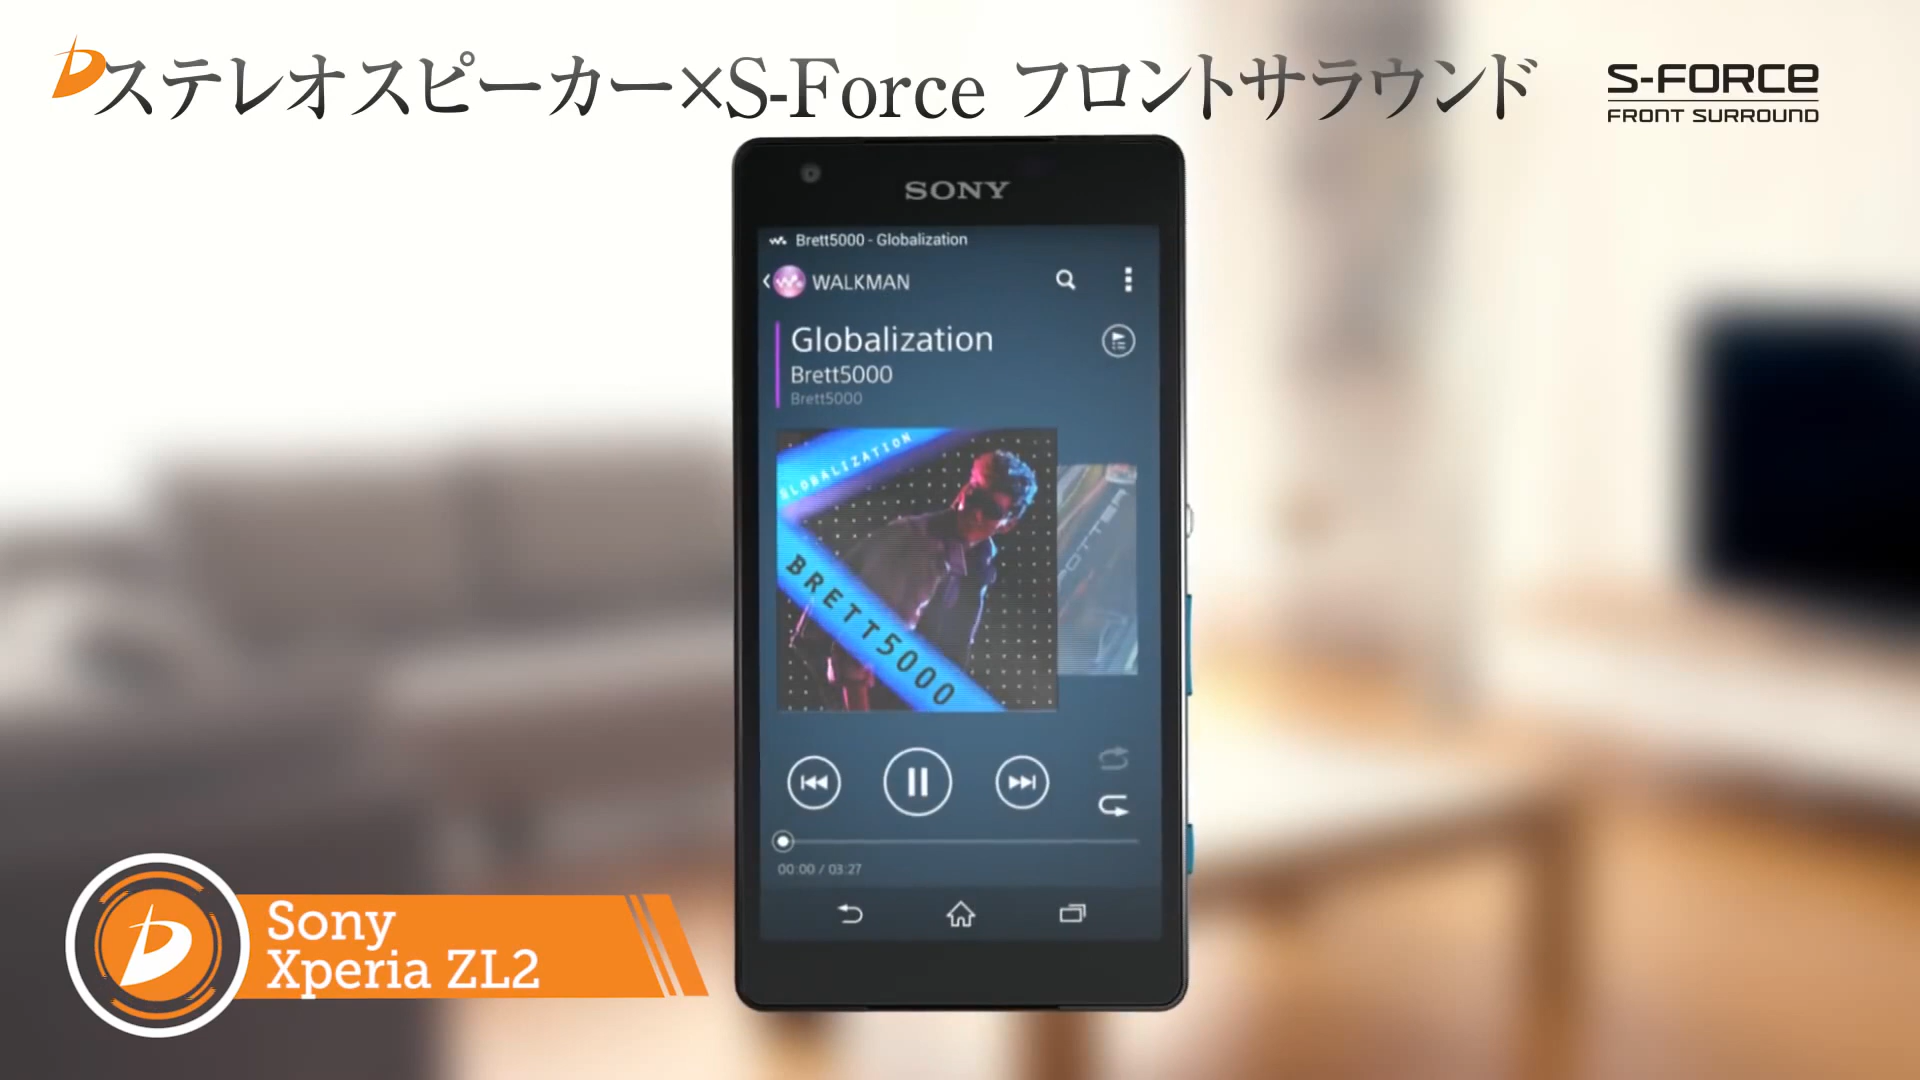 ステレオスピーカー×S-Force フロントサラウンド
S-FORCE
FRONT SURROUND
SONY
Brett5000 - Globalization
WALKMAN
Globalization
Brett5000
Brett5000
GLOBALIZATION
BRETT5000
00:00 / 03:27
Sony
Xperia ZL2